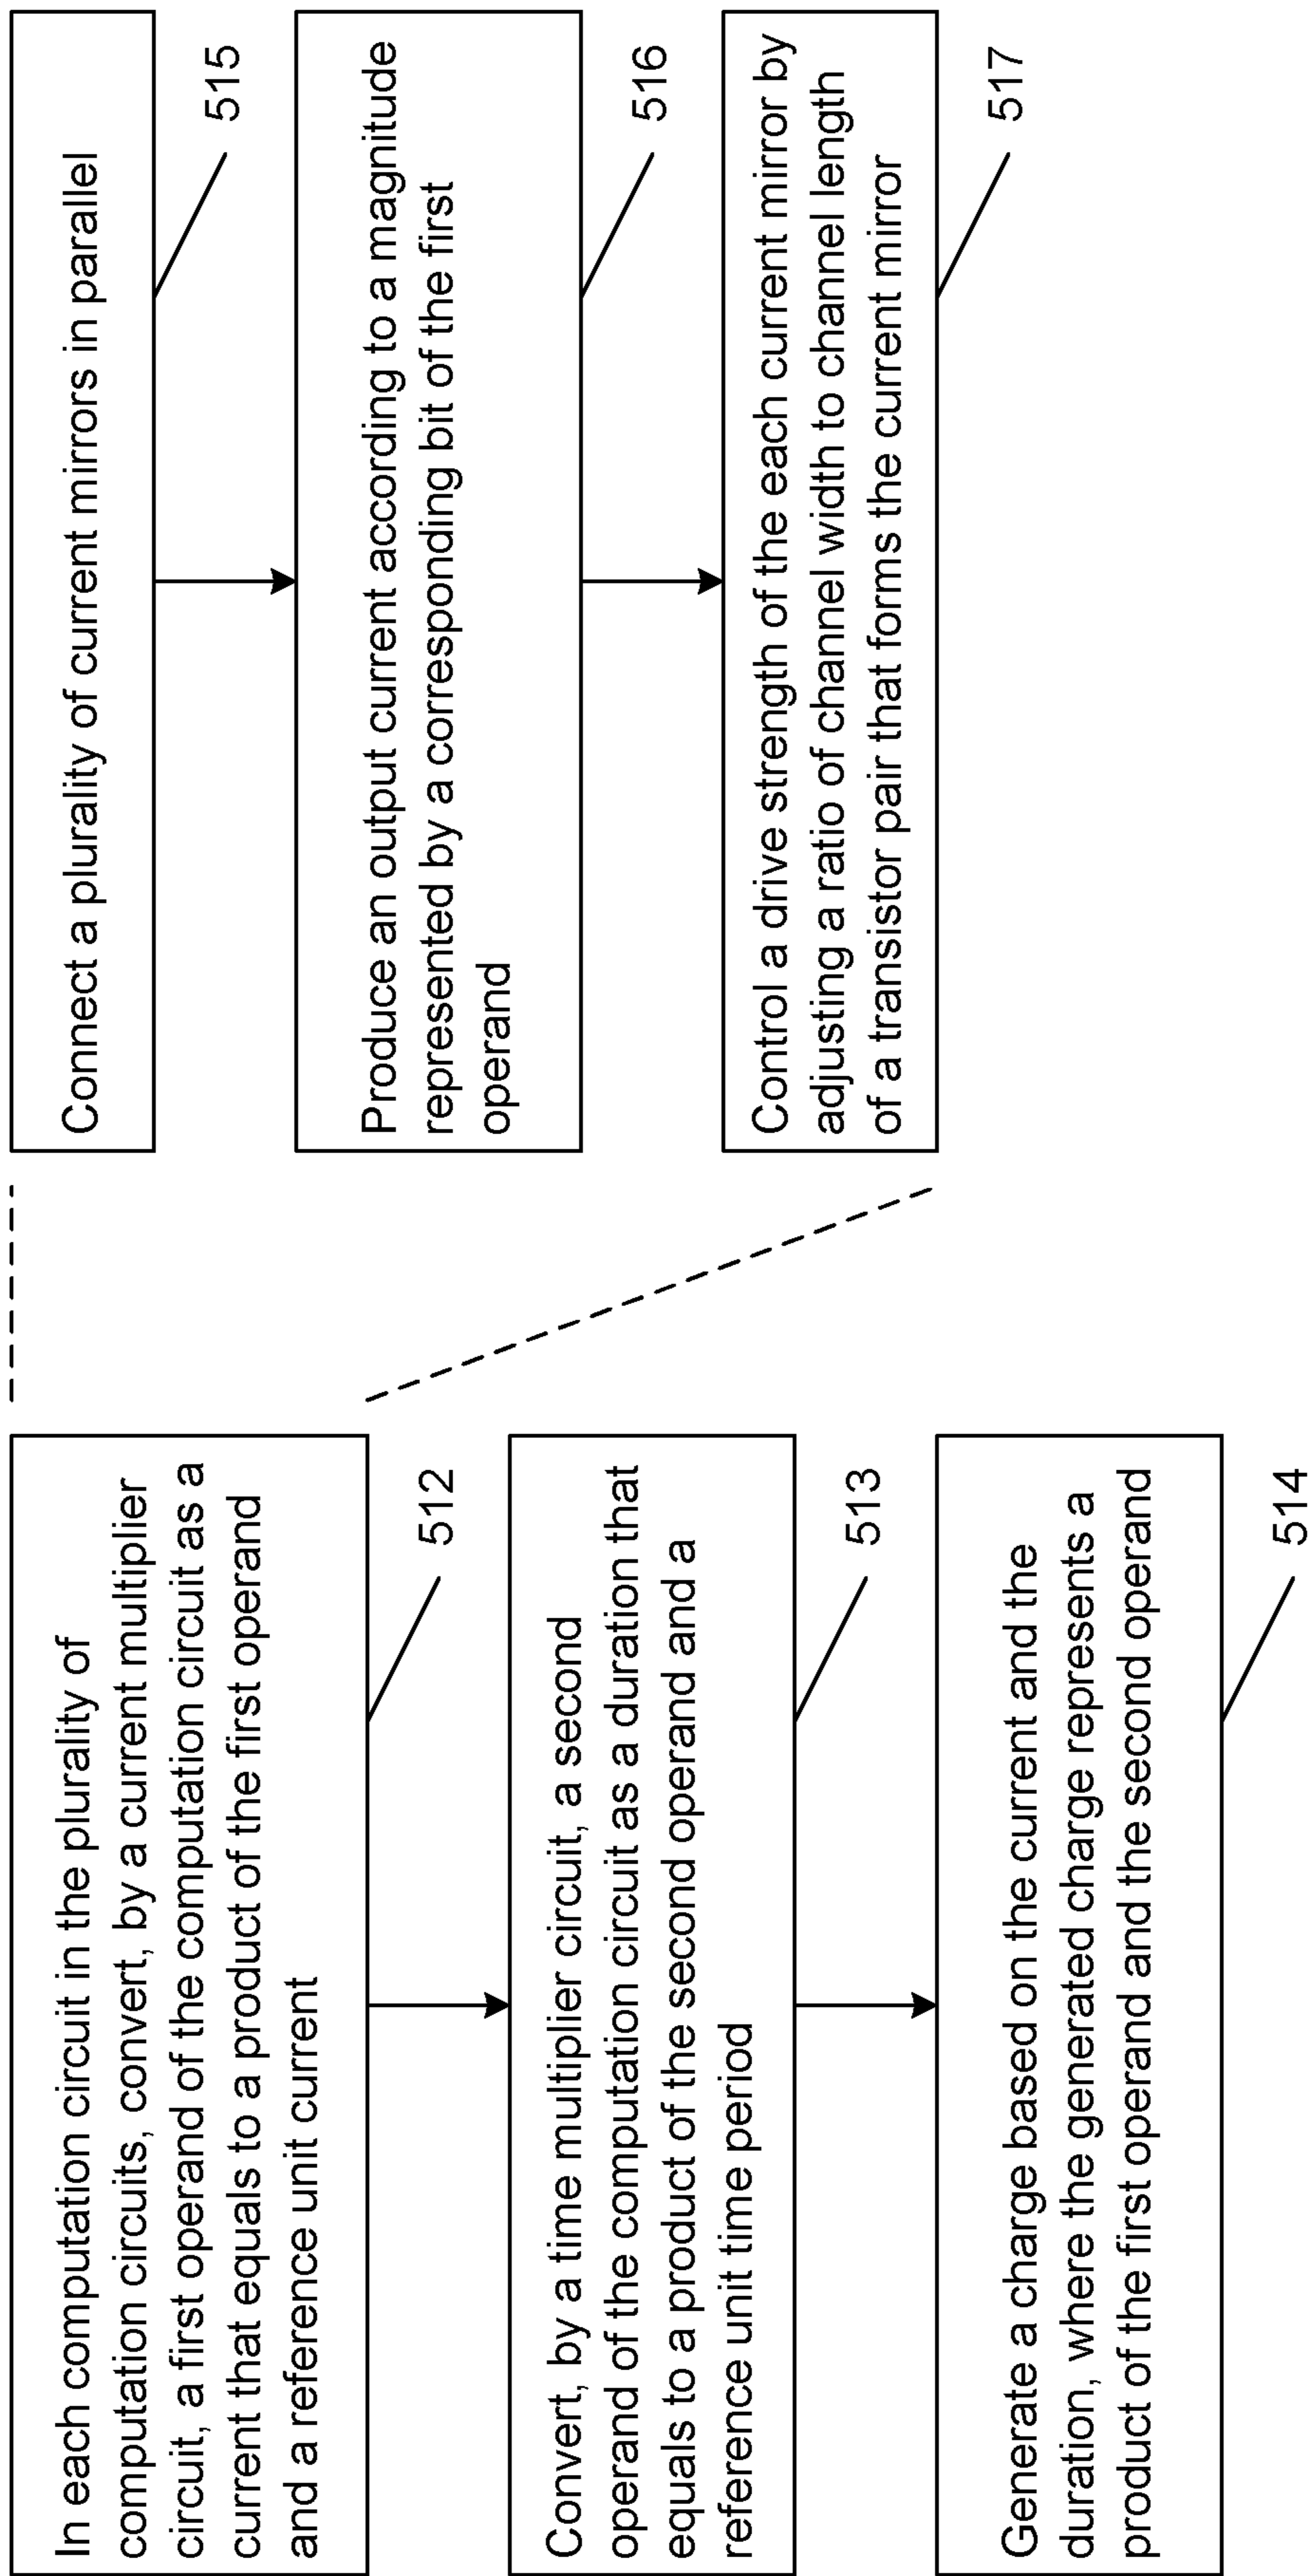 In each computation circuit in the plurality of
computation circuits, convert, by a current multiplier
circuit, a first operand of the computation circuit as a
current that equals to a product of the first operand
and a reference unit current
512
Convert, by a time multiplier circuit, a second
operand of the computation circuit as a duration that
equals to a product of the second operand and a
reference unit time period
513
Generate a charge based on the current and the
duration, where the generated charge represents a
product of the first operand and the second operand
514
Connect a plurality of current mirrors in parallel
515
Produce an output current according to a magnitude
represented by a corresponding bit of the first
operand
516
Control a drive strength of the each current mirror by
adjusting a ratio of channel width to channel length
of a transistor pair that forms the current mirror
517